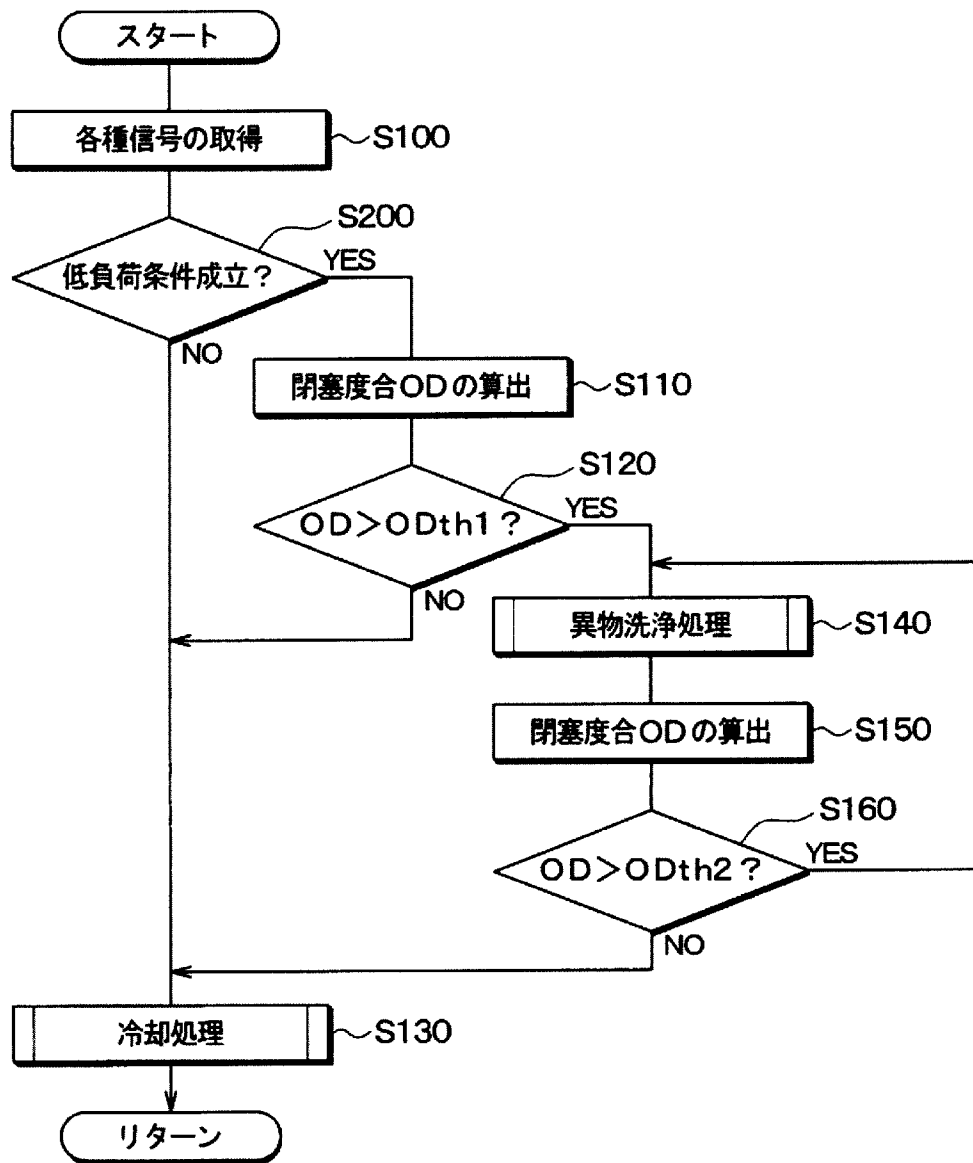 スタート
各種信号の取得
S100
S200
低負荷条件成立?
YES
NO
閉塞度合ODの算出
S110
S120
OD>ODth1?
YES
NO
異物洗浄処理
S140
閉塞度合ODの算出
S150
S160
OD>ODth2?
YES
NO
冷却処理
S130
リターン